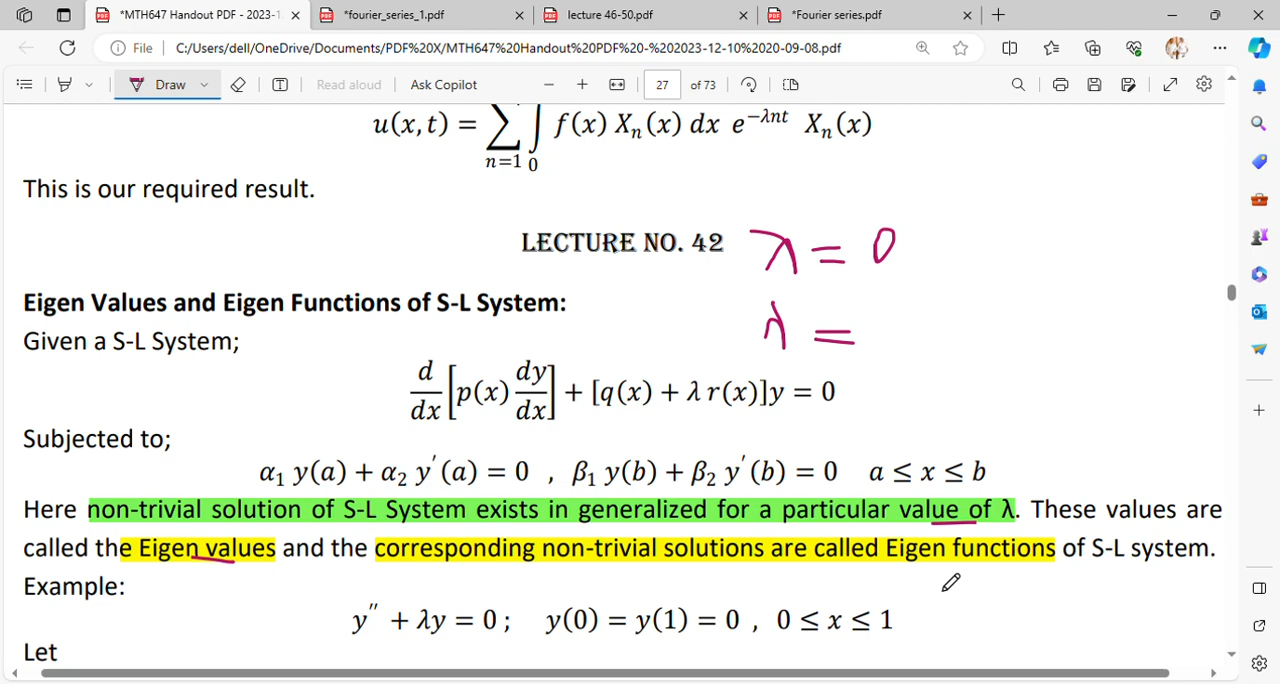 *MTH647 Handout PDF - 2023-1 *fourier_series_1.pdf lecture 46-50.pdf *Fourier series.pdf
File C:/Users/dell/OneDrive/Documents/PDF%20X/MTH647%20Handout%20PDF%20-%202023-12-10%2020-09-08.pdf
Draw Read aloud Ask Copilot 27 of 73
u(x,t) = ∑ n=1 ∫ 0 f(x) Xₙ(x) dx e^−λnt Xₙ(x)
This is our required result.
LECTURE NO. 42 λ = 0
λ =
Eigen Values and Eigen Functions of S-L System:
Given a S-L System;
d/dx [p(x) dy/dx] + [q(x) + λ r(x)]y = 0
Subjected to;
α₁ y(a) + α₂ y′(a) = 0 , β₁ y(b) + β₂ y′(b) = 0 a ≤ x ≤ b
Here non-trivial solution of S-L System exists in generalized for a particular value of λ. These values are
called the Eigen values and the corresponding non-trivial solutions are called Eigen functions of S-L system.
Example:
y″ + λy = 0 ; y(0) = y(1) = 0 , 0 ≤ x ≤ 1
Let